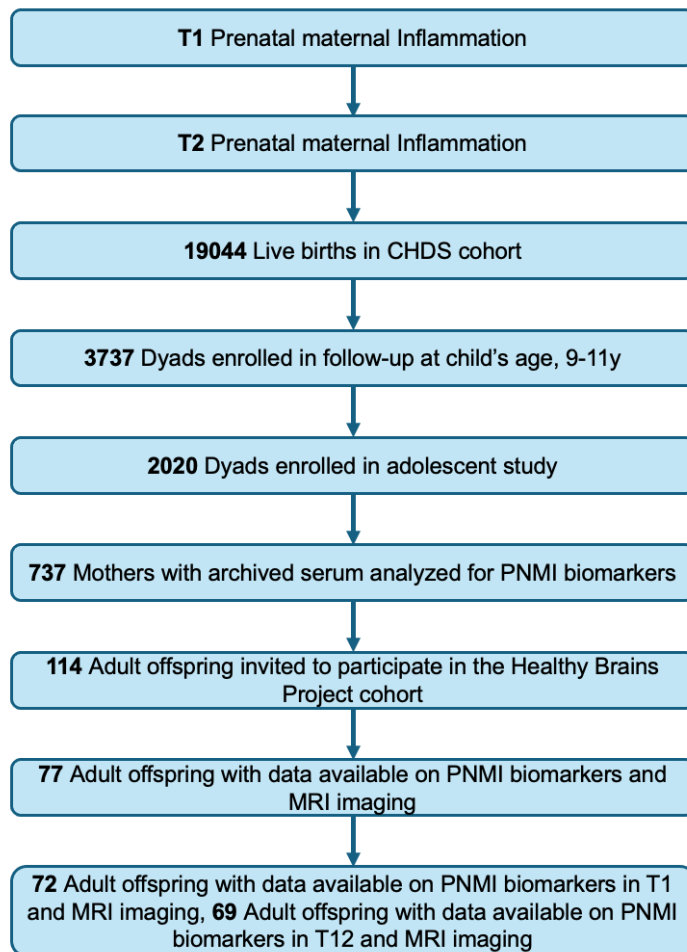 T1 Prenatal maternal Inflammation
T2 Prenatal maternal Inflammation
19044 Live births in CHDS cohort
3737 Dyads enrolled in follow-up at child's age, 9-11y
2020 Dyads enrolled in adolescent study
737 Mothers with archived serum analyzed for PNMI biomarkers
114 Adult offspring invited to participate in the Healthy Brains
Project cohort
77 Adult offspring with data available on PNMI biomarkers and
MRI imaging
72 Adult offspring with data available on PNMI biomarkers in T1
and MRI imaging, 69 Adult offspring with data available on PNMI
biomarkers in T12 and MRI imaging